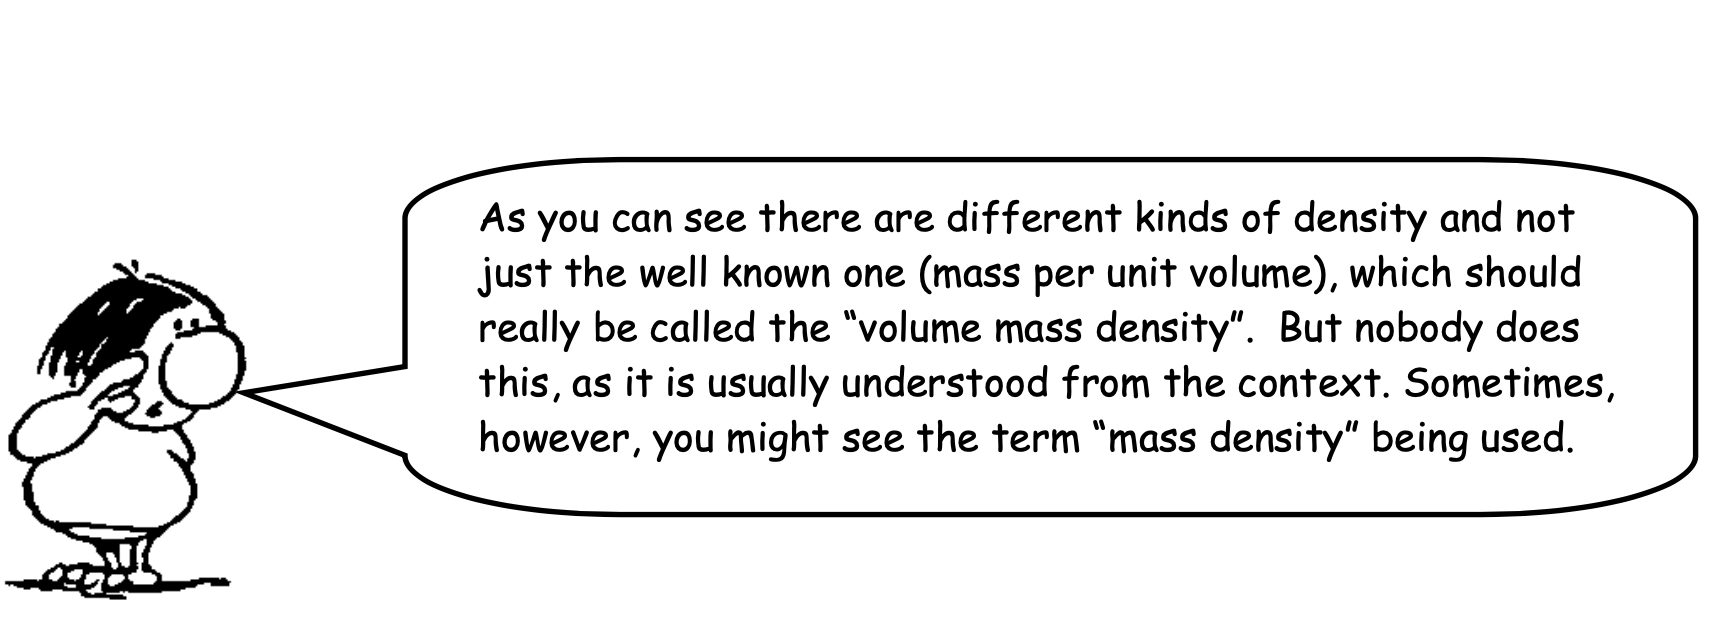 As you can see there are different kinds of density and not
just the well known one (mass per unit volume), which should
really be called the “volume mass density”.  But nobody does
this, as it is usually understood from the context. Sometimes,
however, you might see the term “mass density” being used.